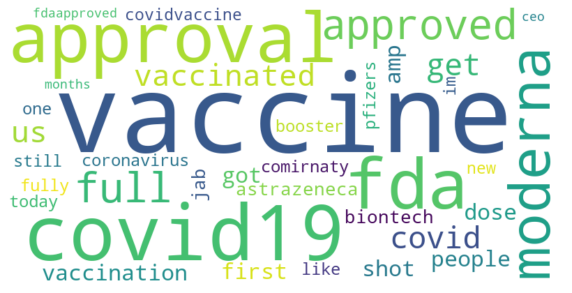 fdaapproved covidvaccine ceo
approval approved
vaccinated amp get
months im
vaccine pfizers moderna
one booster
us
still coronavirus comirnaty new
fully full jab got astrazeneca fda
today biontech dose
covid19 covid
people
vaccination first like shot